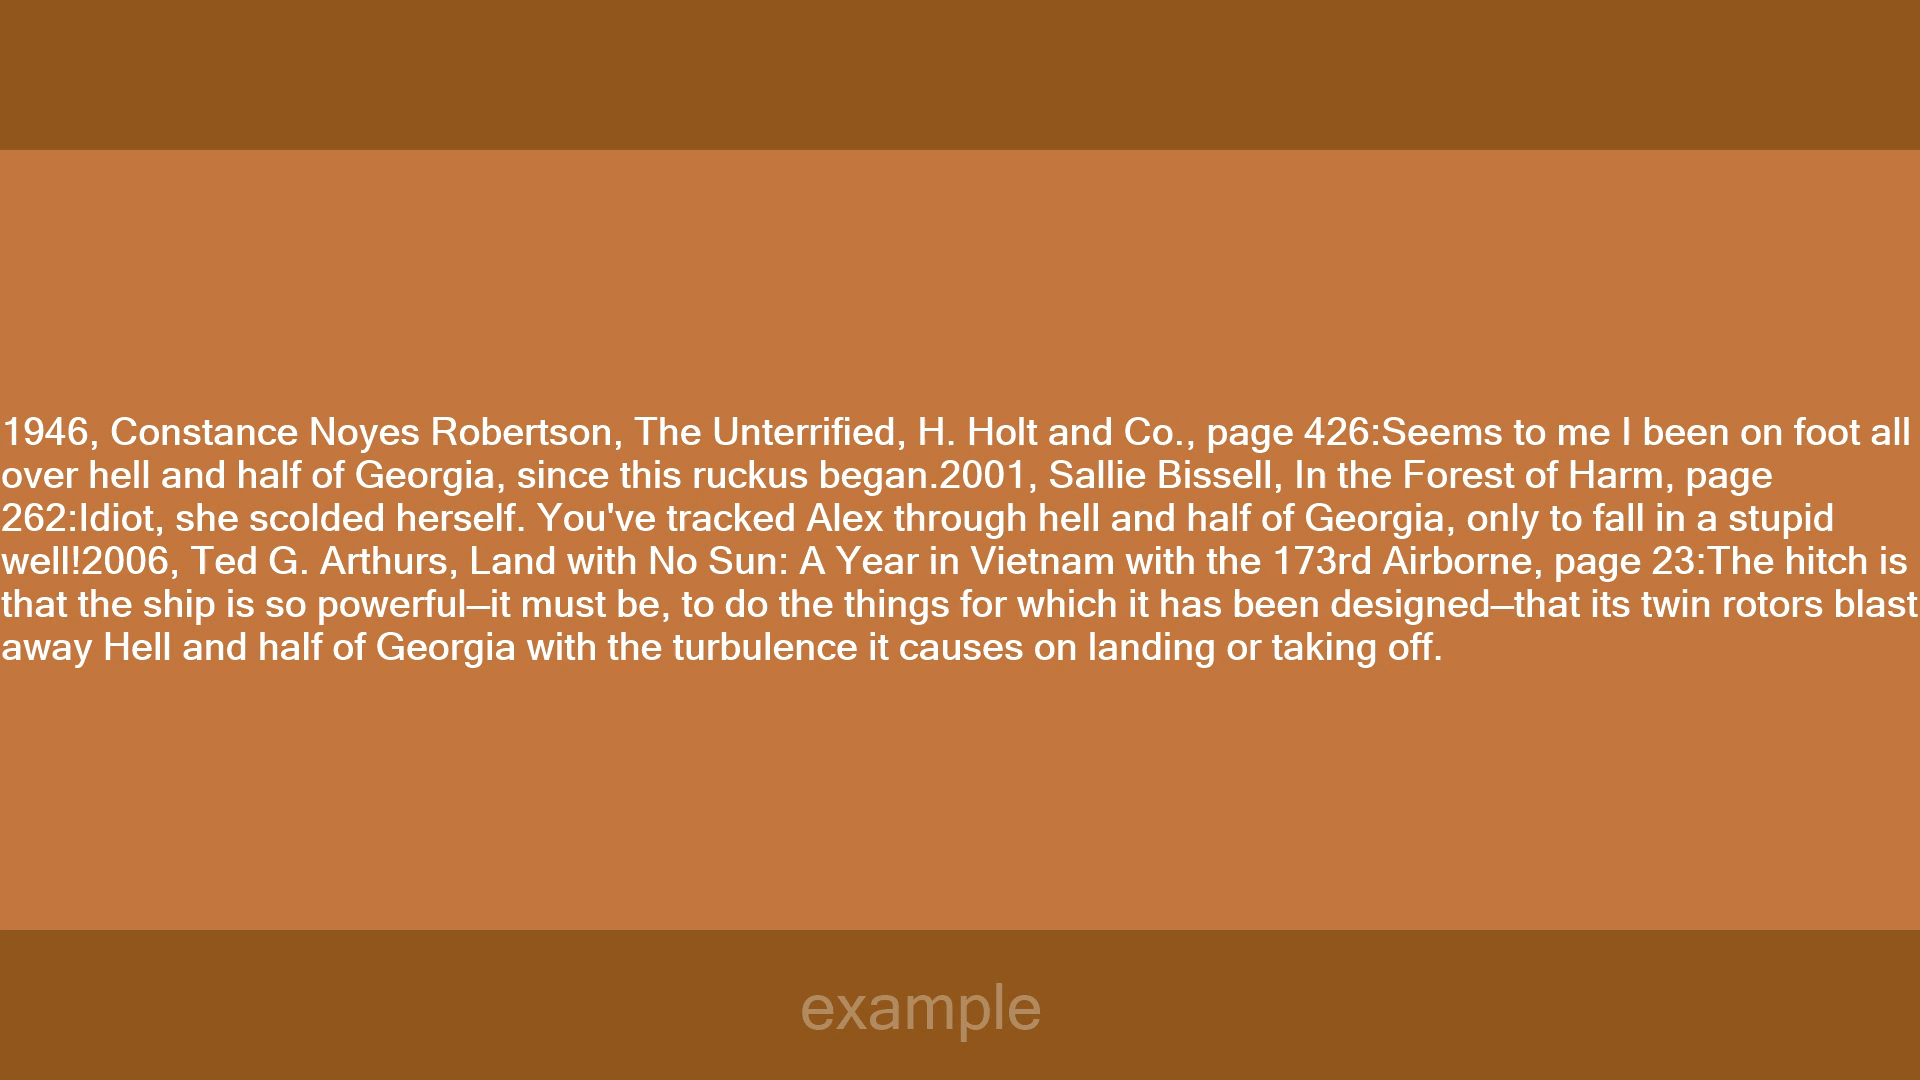 1946, Constance Noyes Robertson, The Unterrified, H. Holt and Co., page 426:Seems to me I been on foot all
over hell and half of Georgia, since this ruckus began.2001, Sallie Bissell, In the Forest of Harm, page
262:Idiot, she scolded herself. You've tracked Alex through hell and half of Georgia, only to fall in a stupid
well!2006, Ted G. Arthurs, Land with No Sun: A Year in Vietnam with the 173rd Airborne, page 23:The hitch is
that the ship is so powerful—it must be, to do the things for which it has been designed—that its twin rotors blast
away Hell and half of Georgia with the turbulence it causes on landing or taking off.
example